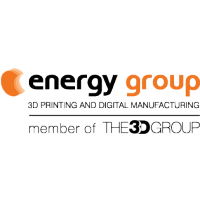 energy group
3D PRINTING AND DIGITAL MANUFACTURING
member of THE3DGROUP